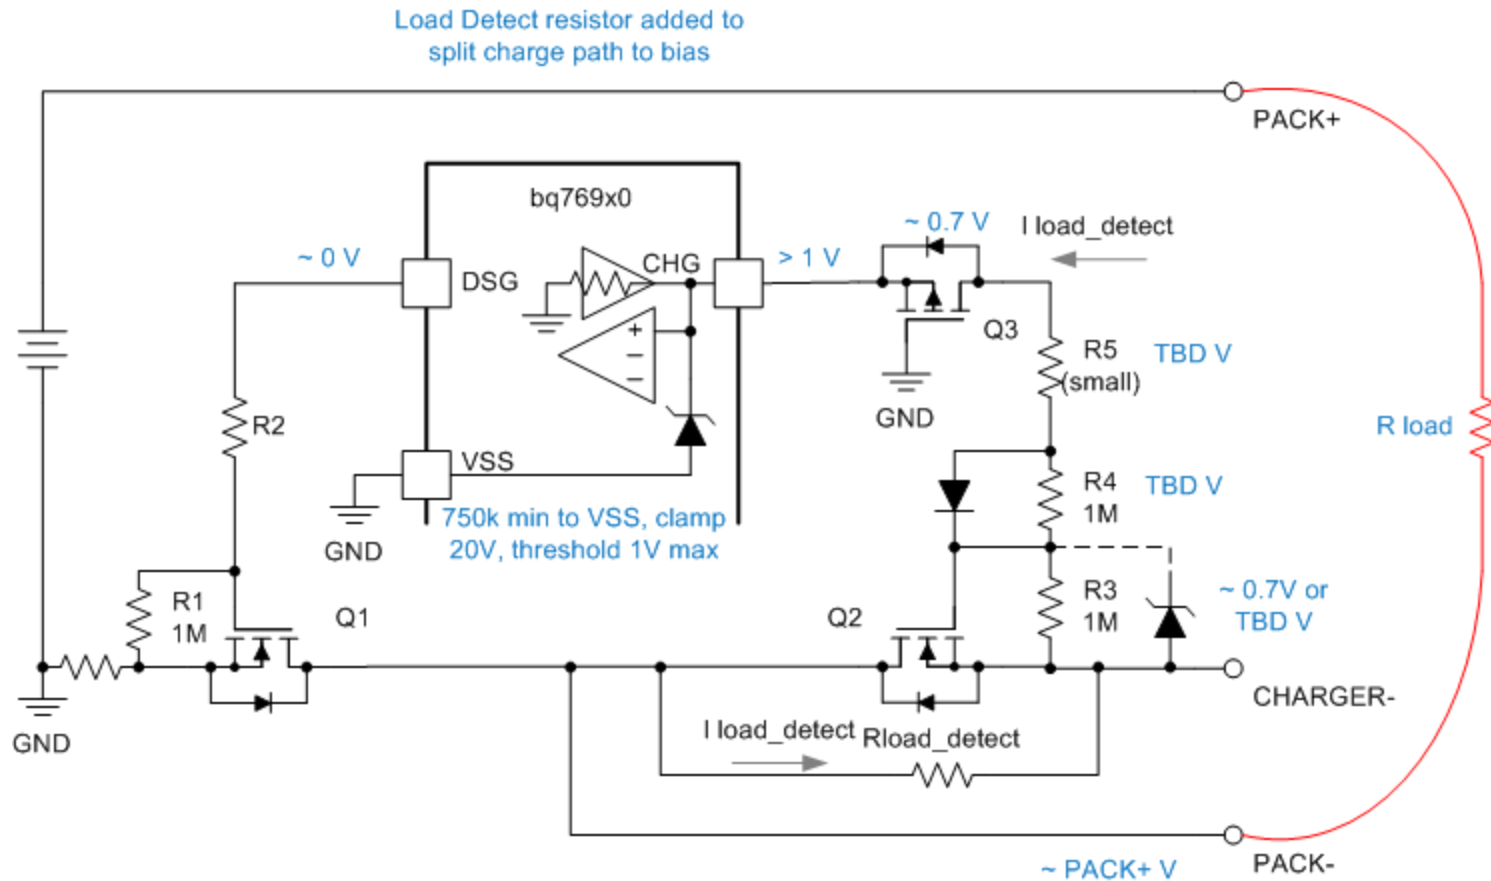 Load Detect resistor added to
split charge path to bias
PACK+
bq769x0
~ 0 V
DSG
CHG
> 1 V
~ 0.7 V
I load_detect
Q3
R5
(small)
TBD V
GND
R2
VSS
R load
R4
1M
TBD V
GND
750k min to VSS, clamp
20V, threshold 1V max
R1
1M
Q1
Q2
R3
1M
~ 0.7V or
TBD V
GND
CHARGER-
I load_detect
Rload_detect
~ PACK+ V
PACK-
+
–
–